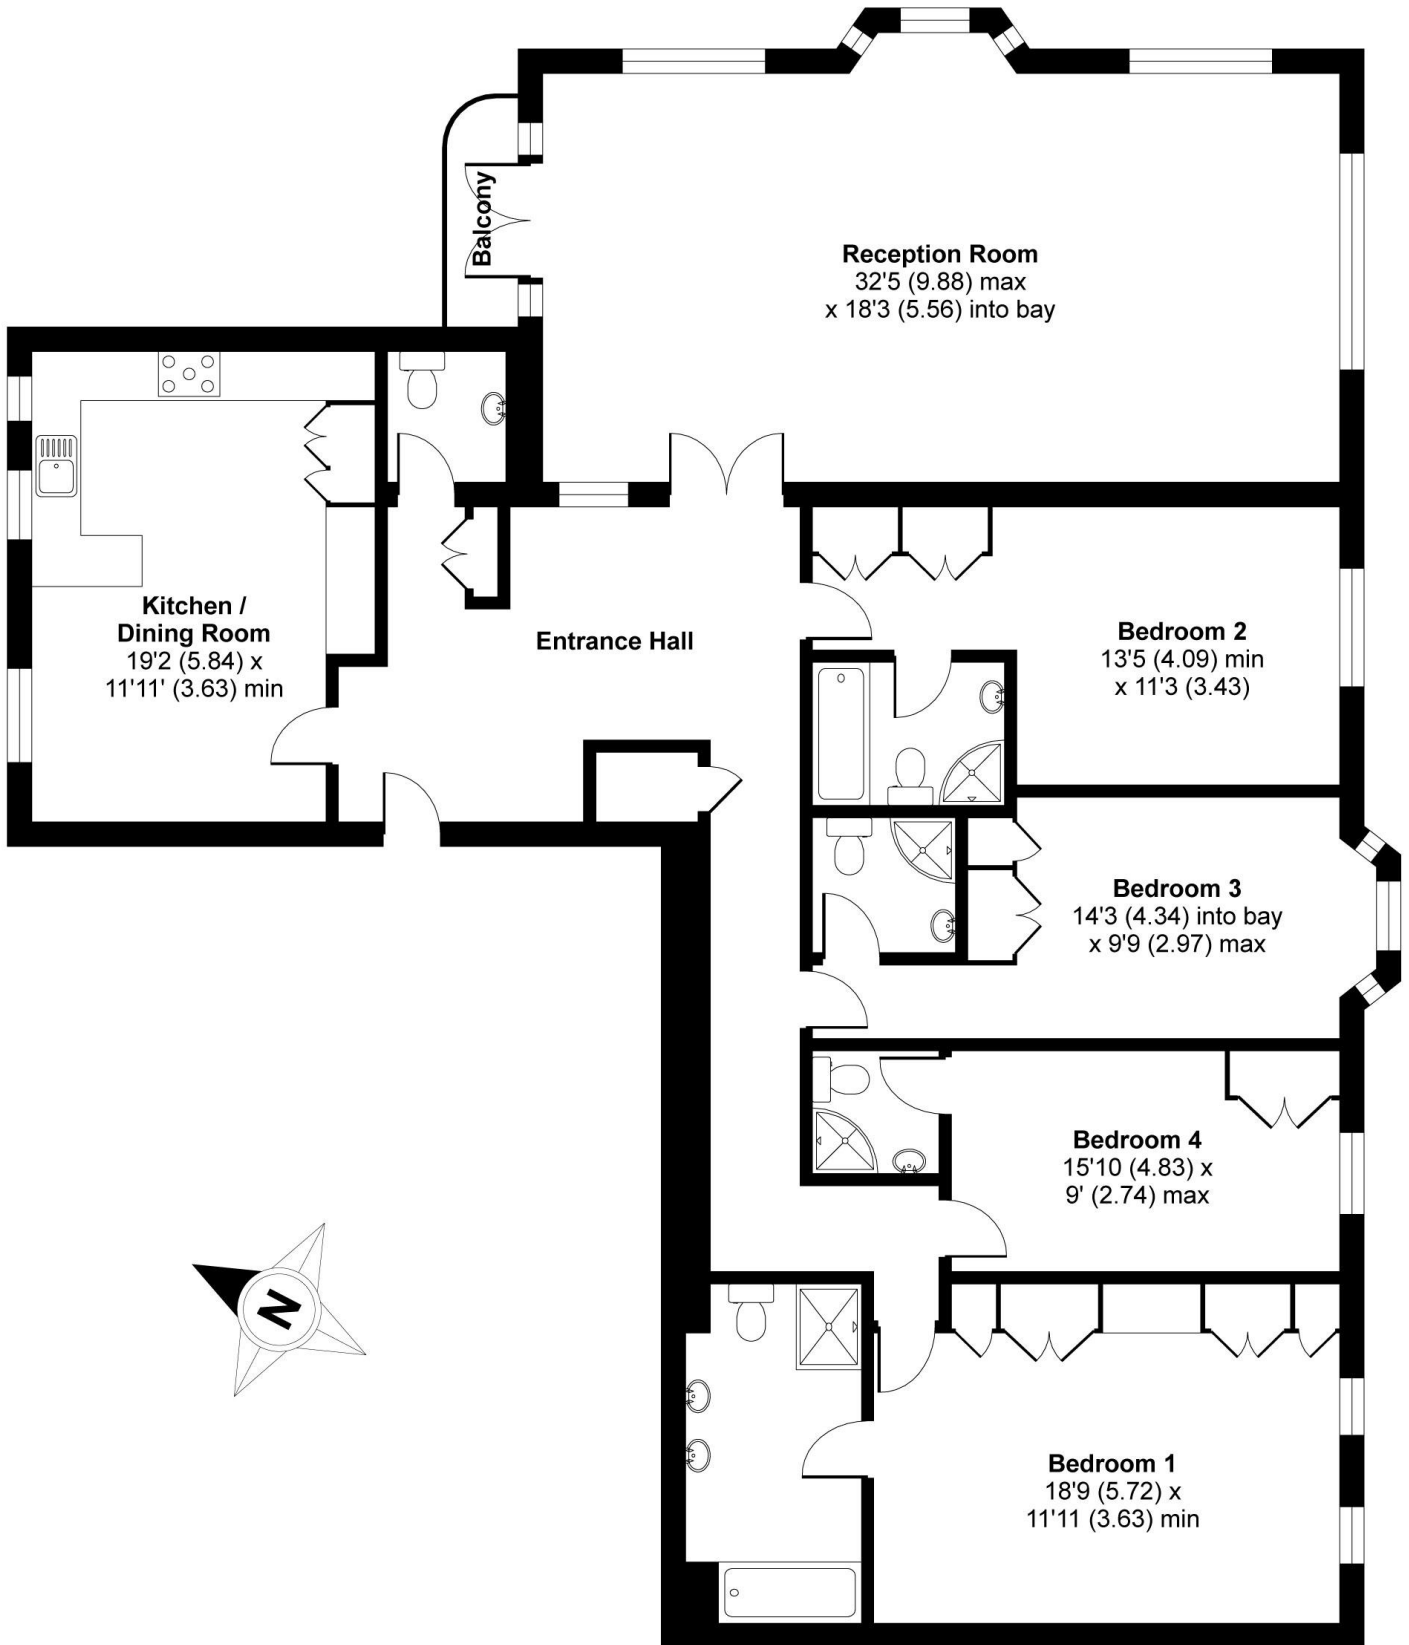 Balcony
Reception Room
32'5 (9.88) max
x 18'3 (5.56) into bay
Kitchen /
Dining Room
19'2 (5.84) x
11'11' (3.63) min
Entrance Hall
Bedroom 2
13'5 (4.09) min
x 11'3 (3.43)
Bedroom 3
14'3 (4.34) into bay
x 9'9 (2.97) max
Bedroom 4
15'10 (4.83) x
9' (2.74) max
N
Bedroom 1
18'9 (5.72) x
11'11 (3.63) min